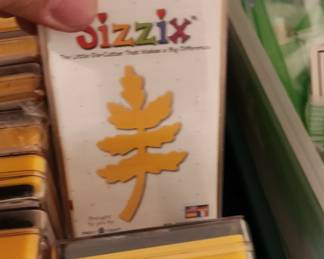 Sizzix
The Little Die-Cutter That Makes a Big Difference